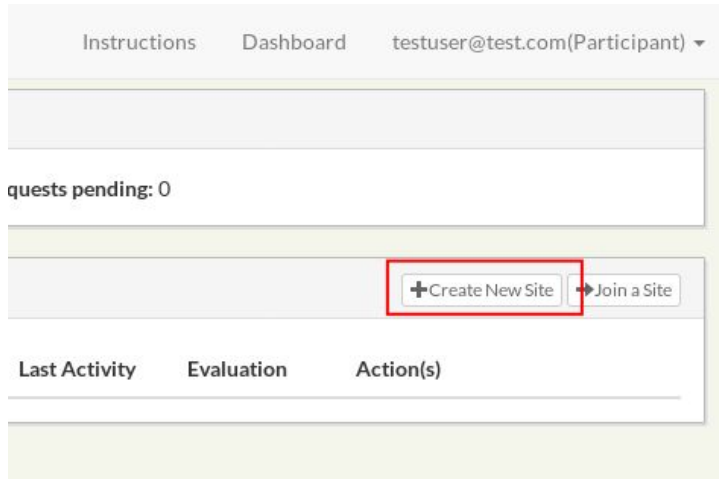 Instructions Dashboard testuser@test.com(Participant)
quests pending: 0
Create New Site Join a Site
Last Activity Evaluation Action(s)